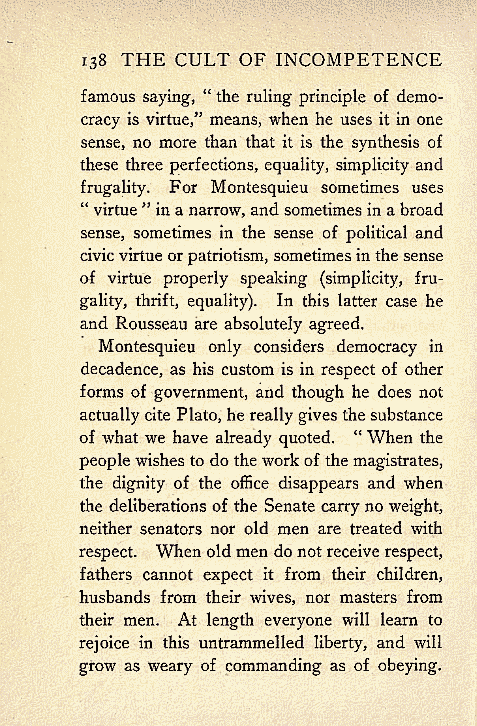 138 THE CULT OF INCOMPETENCE
famous saying, “ the ruling principle of demo-
cracy is virtue,” means, when he uses it in one
sense, no more than that it is the synthesis of
these three perfections, equality, simplicity and
frugality. For Montesquieu sometimes uses
“ virtue ” in a narrow, and sometimes in a broad
sense, sometimes in the sense of political and
civic virtue or patriotism, sometimes in the sense
of virtue properly speaking (simplicity, fru-
gality, thrift, equality). In this latter case he
and Rousseau are absolutely agreed.
Montesquieu only considers democracy in
decadence, as his custom is in respect of other
forms of government, and though he does not
actually cite Plato, he really gives the substance
of what we have already quoted. “ When the
people wishes to do the work of the magistrates,
the dignity of the office disappears and when
the deliberations of the Senate carry no weight,
neither senators nor old men are treated with
respect. When old men do not receive respect,
fathers cannot expect it from their children,
husbands from their wives, nor masters from
their men. At length everyone will learn to
rejoice in this untrammelled liberty, and will
grow as weary of commanding as of obeying.